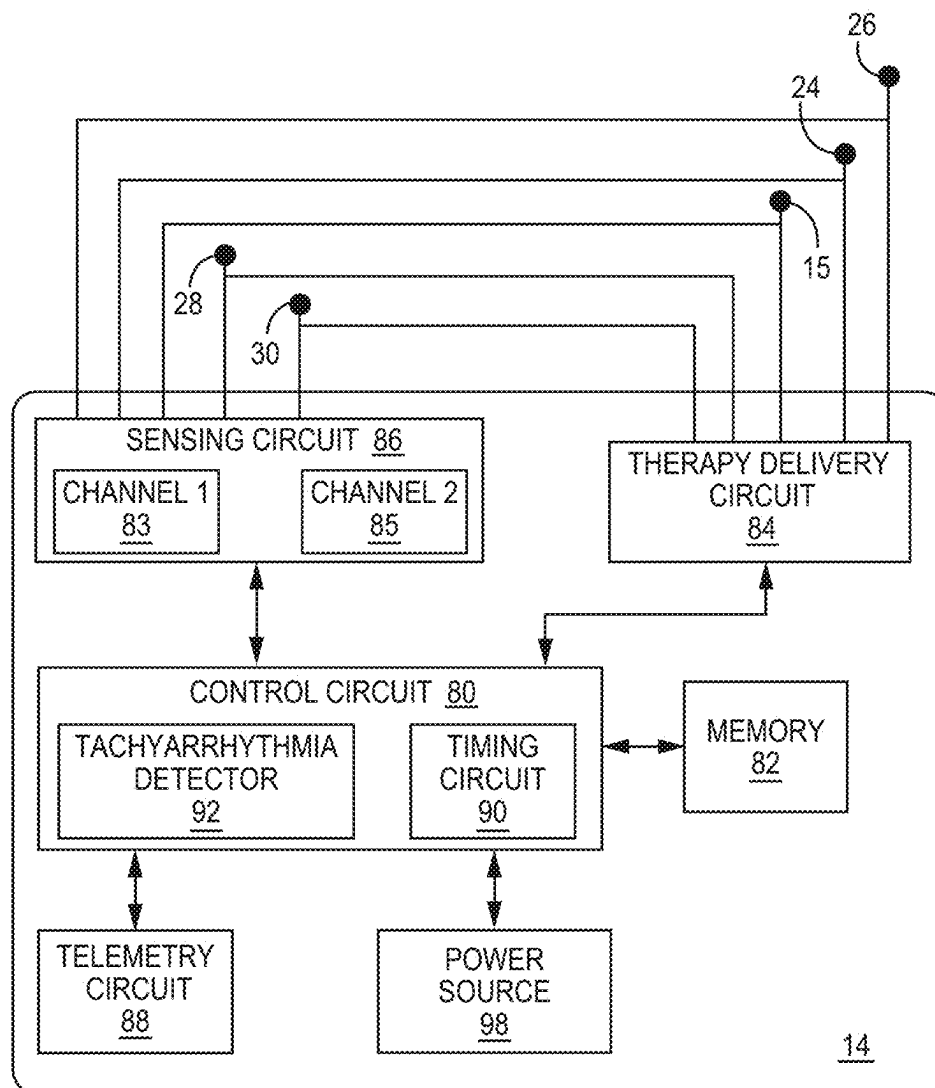 26
24
15
28
30
SENSING CIRCUIT 86
CHANNEL 1
83
CHANNEL 2
85
THERAPY DELIVERY
CIRCUIT
84
CONTROL CIRCUIT 80
TACHYARRHYTHMIA
DETECTOR
92
TIMING
CIRCUIT
90
MEMORY
82
TELEMETRY
CIRCUIT
88
POWER
SOURCE
98
14